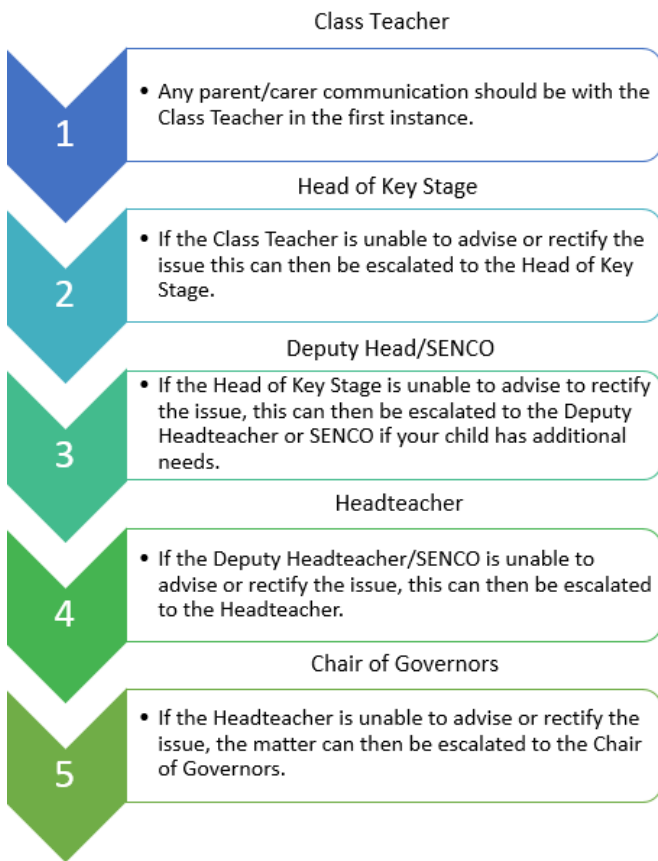 Class Teacher
1
• Any parent/carer communication should be with the
Class Teacher in the first instance.
Head of Key Stage
2
• If the Class Teacher is unable to advise or rectify the
issue this can then be escalated to the Head of Key
Stage.
Deputy Head/SENCO
3
• If the Head of Key Stage is unable to advise to rectify
the issue, this can then be escalated to the Deputy
Headteacher or SENCO if your child has additional
needs.
Headteacher
4
• If the Deputy Headteacher/SENCO is unable to
advise or rectify the issue, this can then be escalated
to the Headteacher.
Chair of Governors
5
• If the Headteacher is unable to advise or rectify the
issue, the matter can then be escalated to the Chair
of Governors.